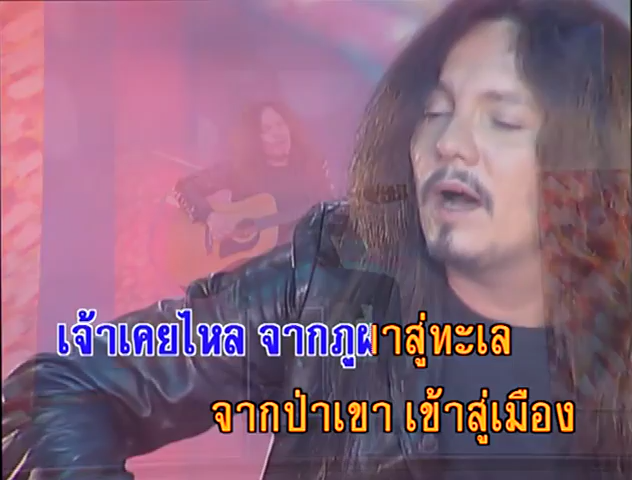 เจ้าเคยไหล จากภูผาสู่ทะเล
จากป่าเขา เข้าสู่เมือง